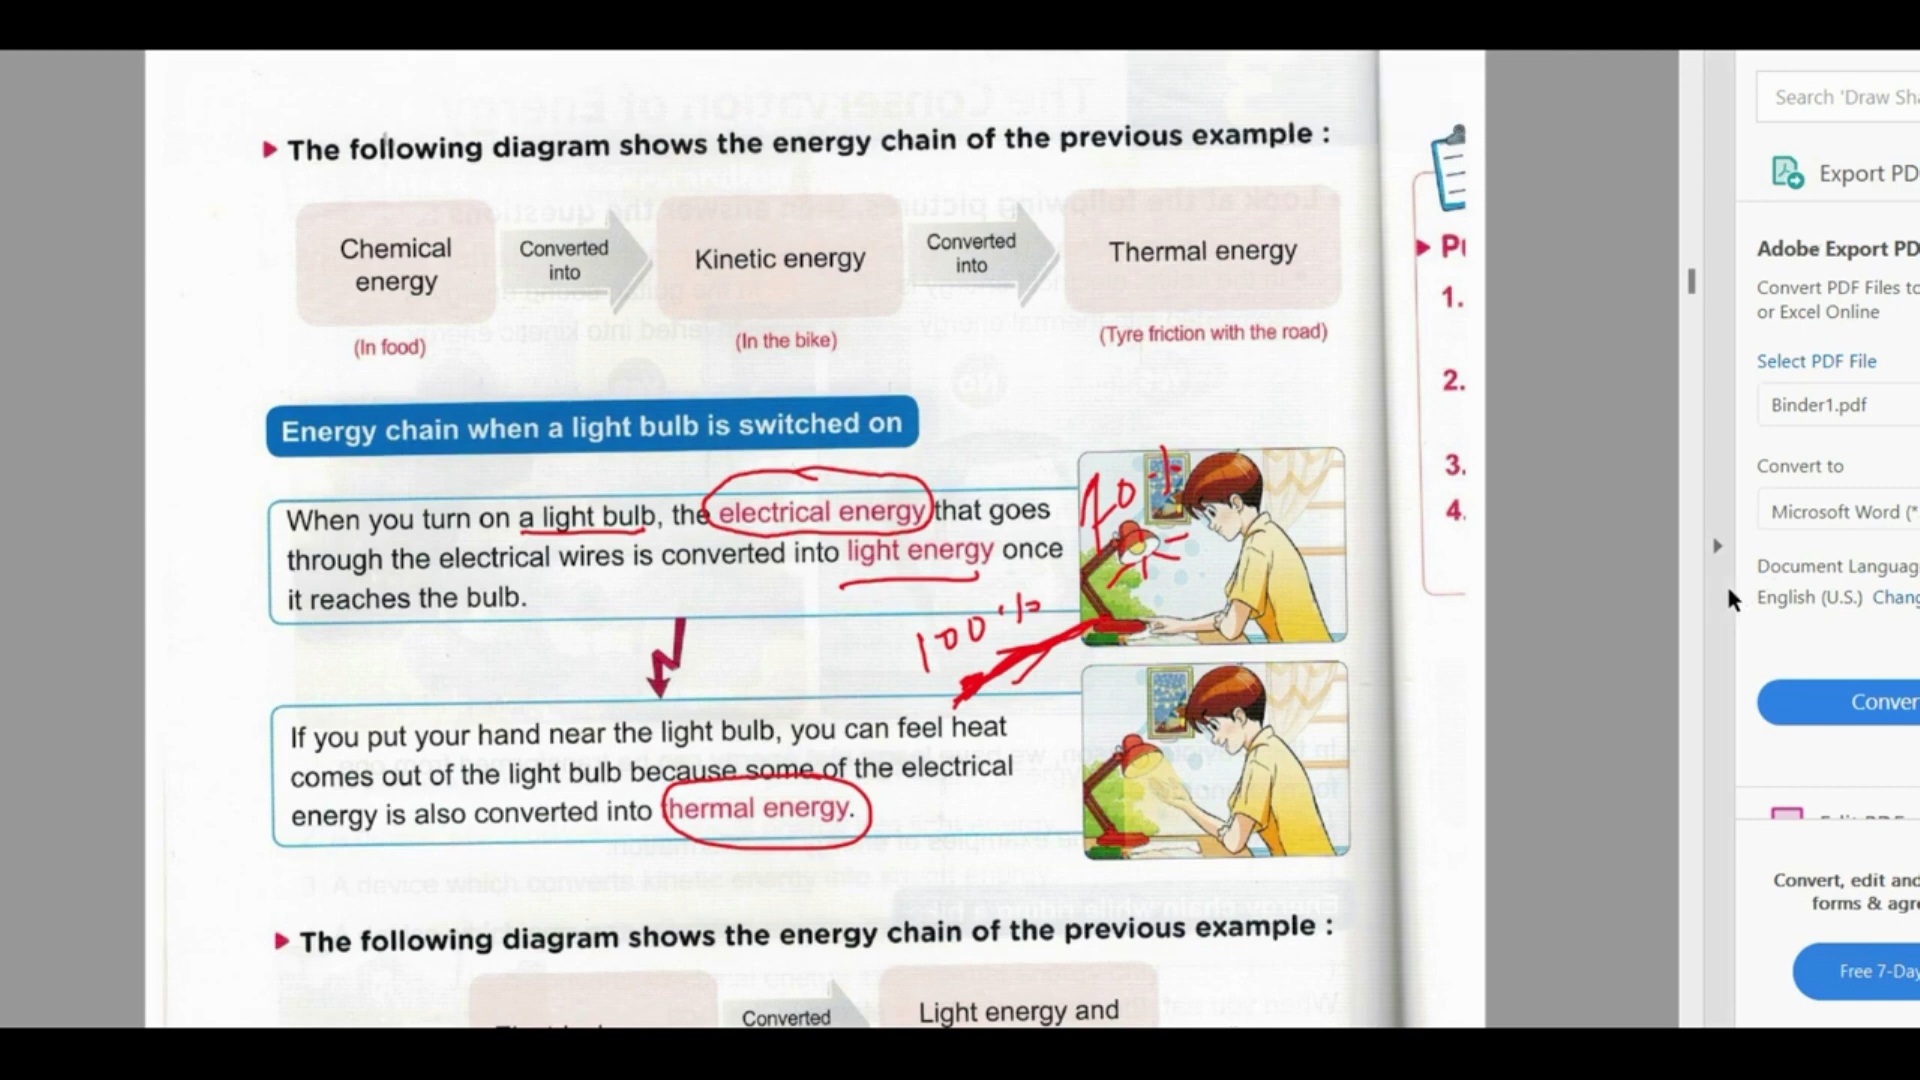 The following diagram shows the energy chain of the previous example :
Chemical
energy
Converted
into
Kinetic energy
Converted
into
Thermal energy
(In food)
(In the bike)
(Tyre friction with the road)
Energy chain when a light bulb is switched on
When you turn on a light bulb, the electrical energy that goes
through the electrical wires is converted into light energy once
it reaches the bulb.
100 %
If you put your hand near the light bulb, you can feel heat
comes out of the light bulb because some of the electrical
energy is also converted into thermal energy.
The following diagram shows the energy chain of the previous example :
Converted
Light energy and
1.
2.
3.
4.
Search 'Draw Sha
Export PD
Adobe Export PD
Convert PDF Files to
or Excel Online
Select PDF File
Binder1.pdf
Convert to
Microsoft Word (*
Document Languag
English (U.S.) Chang
Conver
Convert, edit and
forms & agre
Free 7-Day